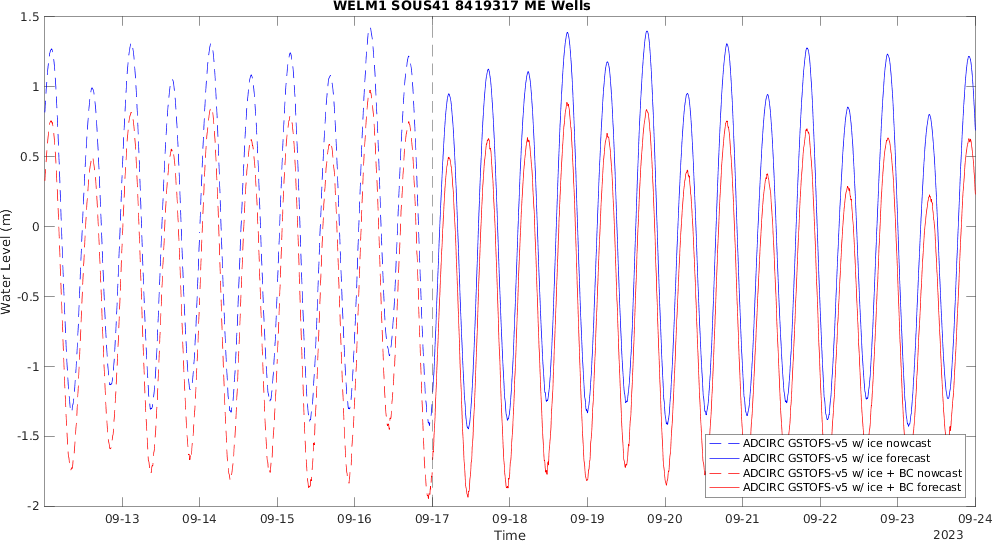 WELM1 SOUS41 8419317 ME Wells
Water Level (m)
1.5
1
0.5
0
-0.5
-1
-1.5
-2
ADCIRC GSTOFS-v5 w/ ice nowcast
ADCIRC GSTOFS-v5 w/ ice forecast
ADCIRC GSTOFS-v5 w/ ice + BC nowcast
ADCIRC GSTOFS-v5 w/ ice + BC forecast
09-13 09-14 09-15 09-16 09-17 09-18 09-19 09-20 09-21 09-22 09-23 09-24
Time
2023